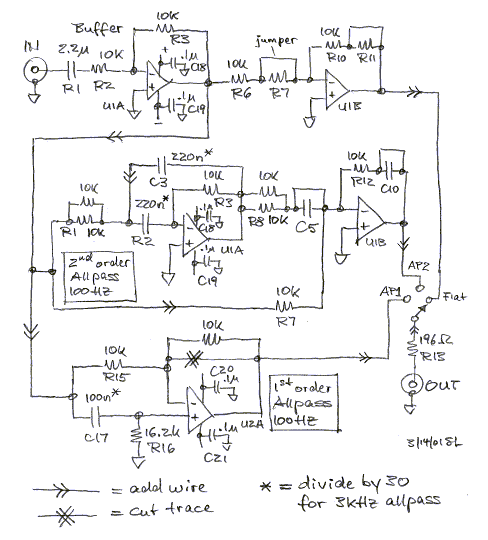 Buffer
IN
2.2μ
R1
10K
R2
10K
R3
+
.1μ
C18
-
+
U1A
.1μ
C19
-
jumper
10K
R6
10K
R7
10K
R10
10K
R11
-
+
U1B
220n*
C3
10K
R3
10K
R1
10K
220n*
R2
.1μ
C18
-
+
U1A
.1μ
C19
10K
R8
10K
C5
10K
R12
C10
-
+
U1B
2nd order
Allpass
100Hz
10K
R7
AP2
AP1
Flat
196Ω
R13
OUT
10K
10K
R15
100n*
C17
16.2K
R16
C20
.1μ
-
+
U2A
.1μ
C21
1st order
Allpass
100Hz
3/14/01 SL
= add wire
= cut trace
* = divide by 30
for 3kHz allpass